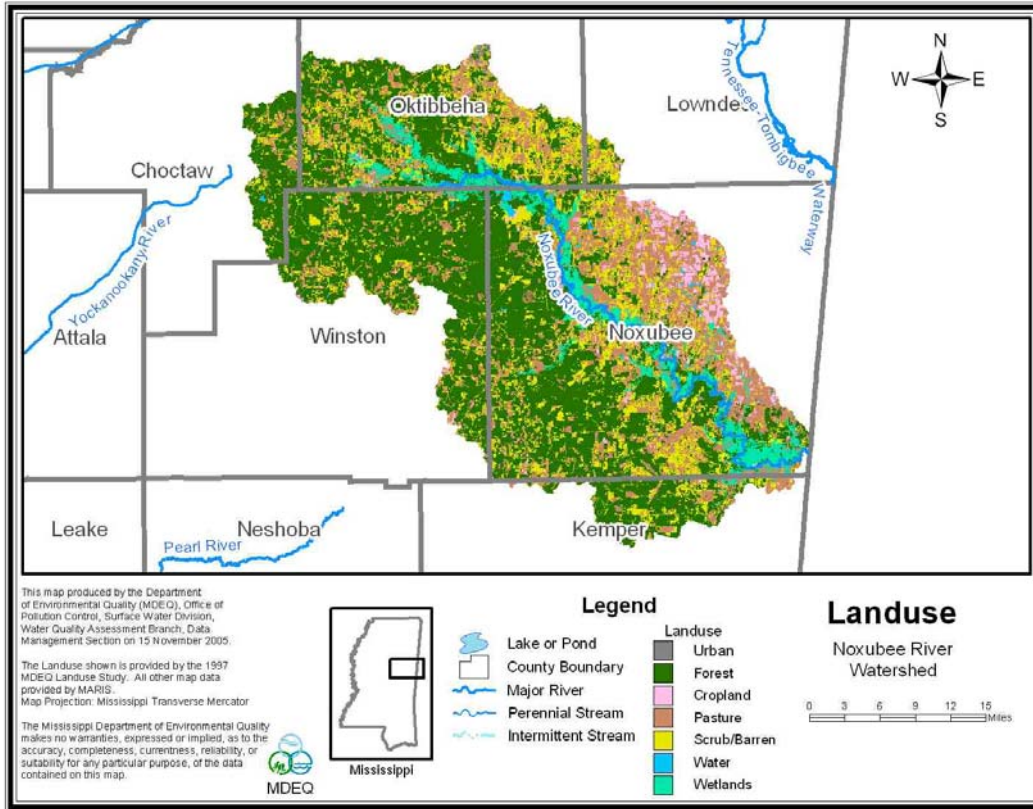 N
W E
S
Oktibbeha
Lowndes
Tennessee-Tombigbee Waterway
Choctaw
Yockanookany River
Noxubee River
Attala
Winston
Noxubee
Leake
Neshoba
Kemper
Pearl River
This map produced by the Department
of Environmental Quality (MDEQ), Office of
Pollution Control, Surface Water Division,
Water Quality Assessment Branch, Data
Management Section on 15 November 2005.
The Landuse shown is provided by the 1997
MDEQ Landuse Study. All other map data
provided by MARIS.
Map Projection: Mississippi Transverse Mercator
The Mississippi Department of Environmental Quality
makes no warranties, expressed or implied, as to the
accuracy, completeness, currentness, reliability, or
suitability for any particular purpose, of the data
contained on this map.
MDEQ
Mississippi
Legend
Lake or Pond
County Boundary
Major River
Perennial Stream
Intermittent Stream
Landuse
Urban
Forest
Cropland
Pasture
Scrub/Barren
Water
Wetlands
Landuse
Noxubee River
Watershed
0 3 6 9 12 15
Miles